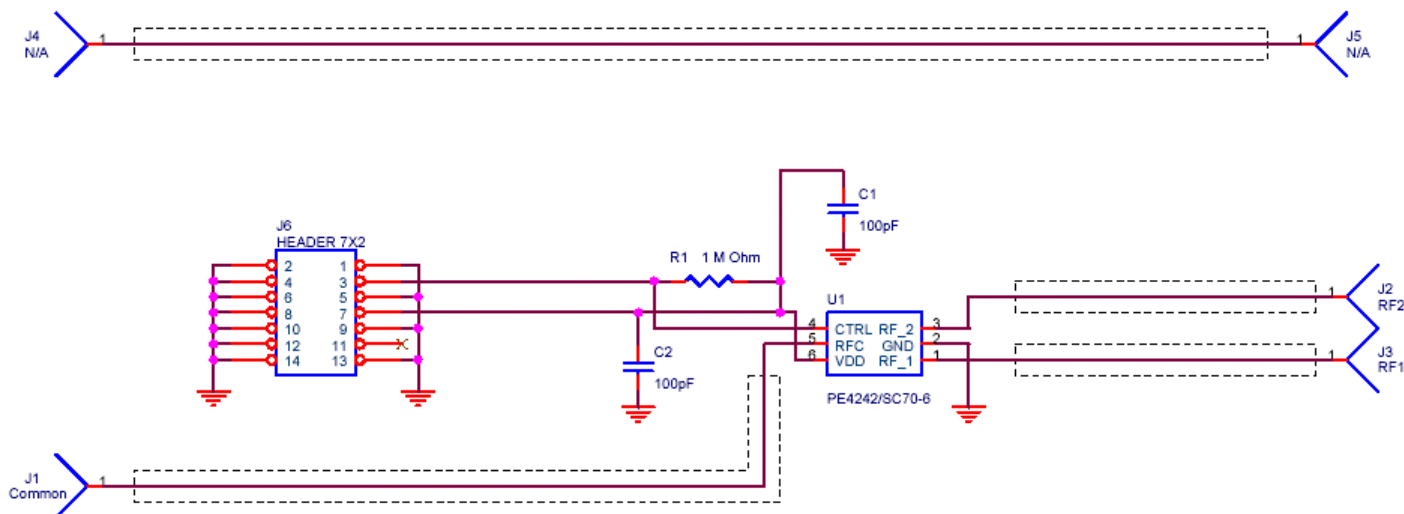 J4
N/A
1
1
J5
N/A
C1
100pF
J6
HEADER 7X2
R1 1 M Ohm
2 1
4 3
6 5
8 7
10 9
12 11
14 13
U1
4 CTRL RF_2 3
5 RFC GND 2
6 VDD RF_1 1
PE4242/SC70-6
1
J2
RF2
1
J3
RF1
C2
100pF
J1
Common
1